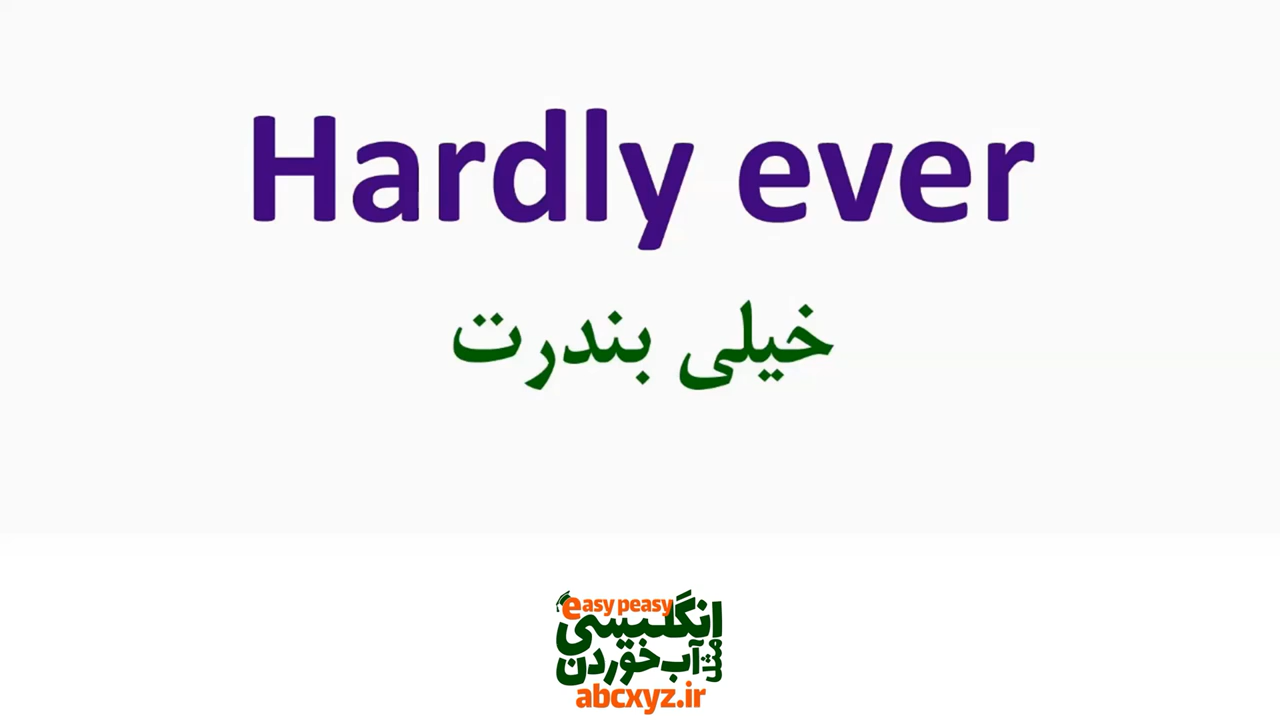 Hardly ever
خیلی بندرت
easy peasy
انگلیسی
مثل آب خوردن
abcxyz.ir